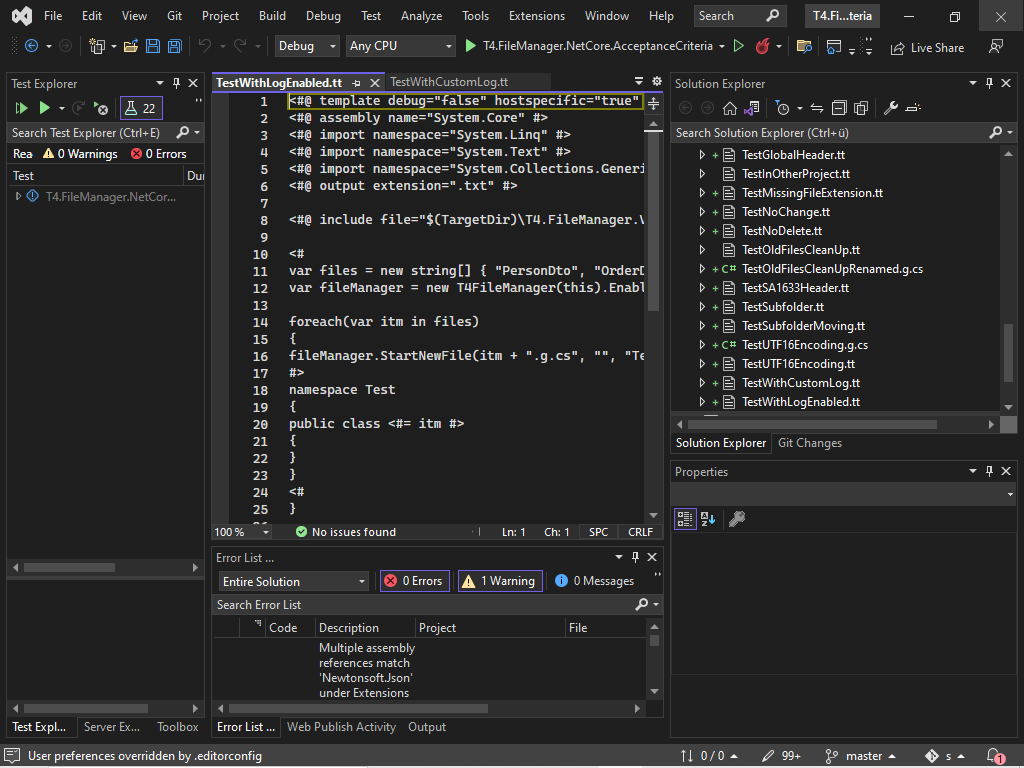 File Edit View Git Project Build Debug Test Analyze Tools Extensions Window Help Search T4.Fi...teria
Debug Any CPU T4.FileManager.NetCore.AcceptanceCriteria Live Share
Test Explorer
22
Search Test Explorer (Ctrl+E)
Rea 0 Warnings 0 Errors
Test Dur
T4.FileManager.NetCor...
TestWithLogEnabled.tt TestWithCustomLog.tt
1 <#@ template debug="false" hostspecific="true"
2 <#@ assembly name="System.Core" #>
3 <#@ import namespace="System.Linq" #>
4 <#@ import namespace="System.Text" #>
5 <#@ import namespace="System.Collections.Generi
6 <#@ output extension=".txt" #>
7
8 <#@ include file="$(TargetDir)\T4.FileManager.V
9
10 <#
11 var files = new string[] { "PersonDto", "OrderD
12 var fileManager = new T4FileManager(this).Enabl
13
14 foreach(var itm in files)
15 {
16 fileManager.StartNewFile(itm + ".g.cs", "", "Te
17 #>
18 namespace Test
19 {
20 public class <#= itm #>
21 {
22 }
23 }
24 <#
25 }
100 % No issues found Ln: 1 Ch: 1 SPC CRLF
Error List ...
Entire Solution 0 Errors 1 Warning 0 Messages
Search Error List
Code Description Project File
Multiple assembly
references match
'Newtonsoft.Json'
under Extensions
Test Expl... Server Ex... Toolbox
Error List ... Web Publish Activity Output
Solution Explorer
Search Solution Explorer (Ctrl+ü)
TestGlobalHeader.tt
TestInOtherProject.tt
TestMissingFileExtension.tt
TestNoChange.tt
TestNoDelete.tt
TestOldFilesCleanUp.tt
C# TestOldFilesCleanUpRenamed.g.cs
TestSA1633Header.tt
TestSubfolder.tt
TestSubfolderMoving.tt
C# TestUTF16Encoding.g.cs
TestUTF16Encoding.tt
TestWithCustomLog.tt
TestWithLogEnabled.tt
Solution Explorer Git Changes
Properties
User preferences overridden by .editorconfig 0 / 0 99+ master s 1